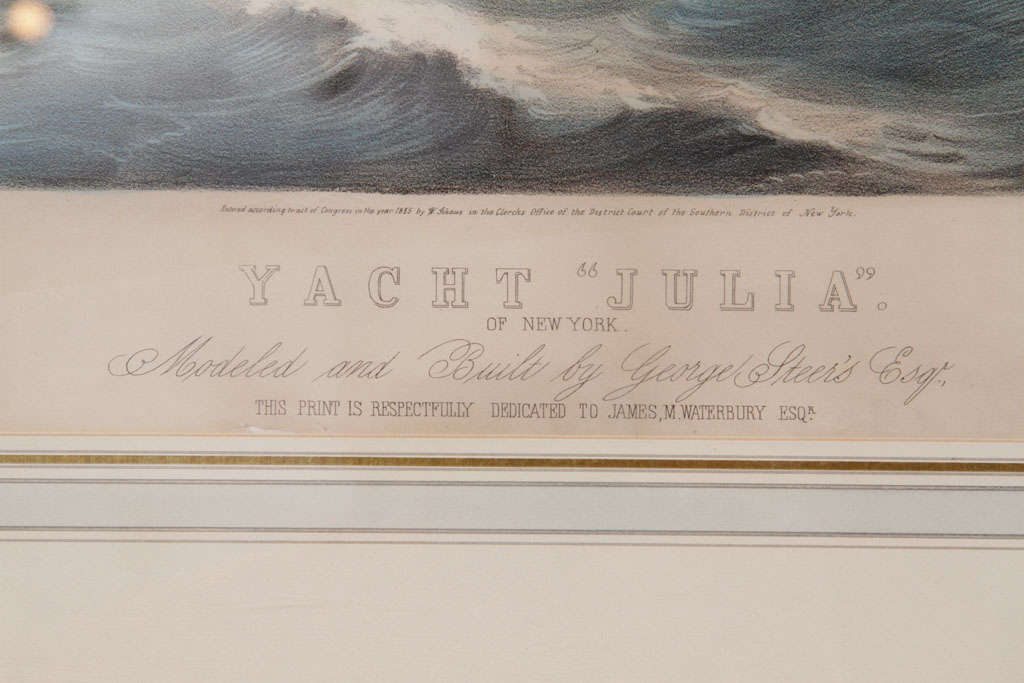 Entered according to act of Congress in the year 1855 by W. Schaus in the Clercks Office of the District Court of the Southern District of New York.
YACHT "JULIA".
OF NEW YORK.
Modeled and Built by George Steer's Esqr.,
THIS PRINT IS RESPECTFULLY DEDICATED TO JAMES, M. WATERBURY ESQR.